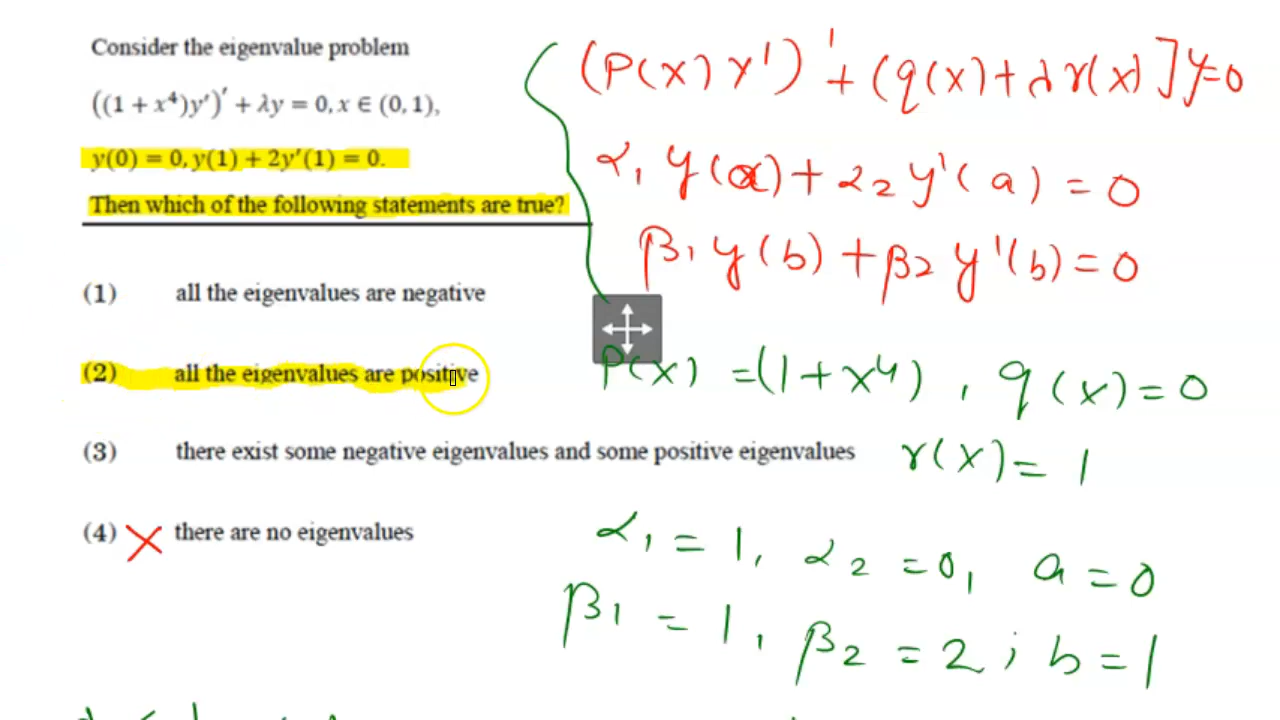 Consider the eigenvalue problem
((1 + x⁴)y′)′ + λy = 0, x ∈ (0, 1),
y(0) = 0, y(1) + 2y′(1) = 0.
Then which of the following statements are true?
(1) all the eigenvalues are negative
(2) all the eigenvalues are positive
(3) there exist some negative eigenvalues and some positive eigenvalues
(4) there are no eigenvalues
(P(x) y')' + (q(x) + λ r(x)] y = 0
α₁ y(a) + α₂ y'(a) = 0
β₁ y(b) + β₂ y'(b) = 0
P(x) = (1 + x⁴), q(x) = 0
r(x) = 1
α₁ = 1, α₂ = 0, a = 0
β₁ = 1, β₂ = 2; b = 1